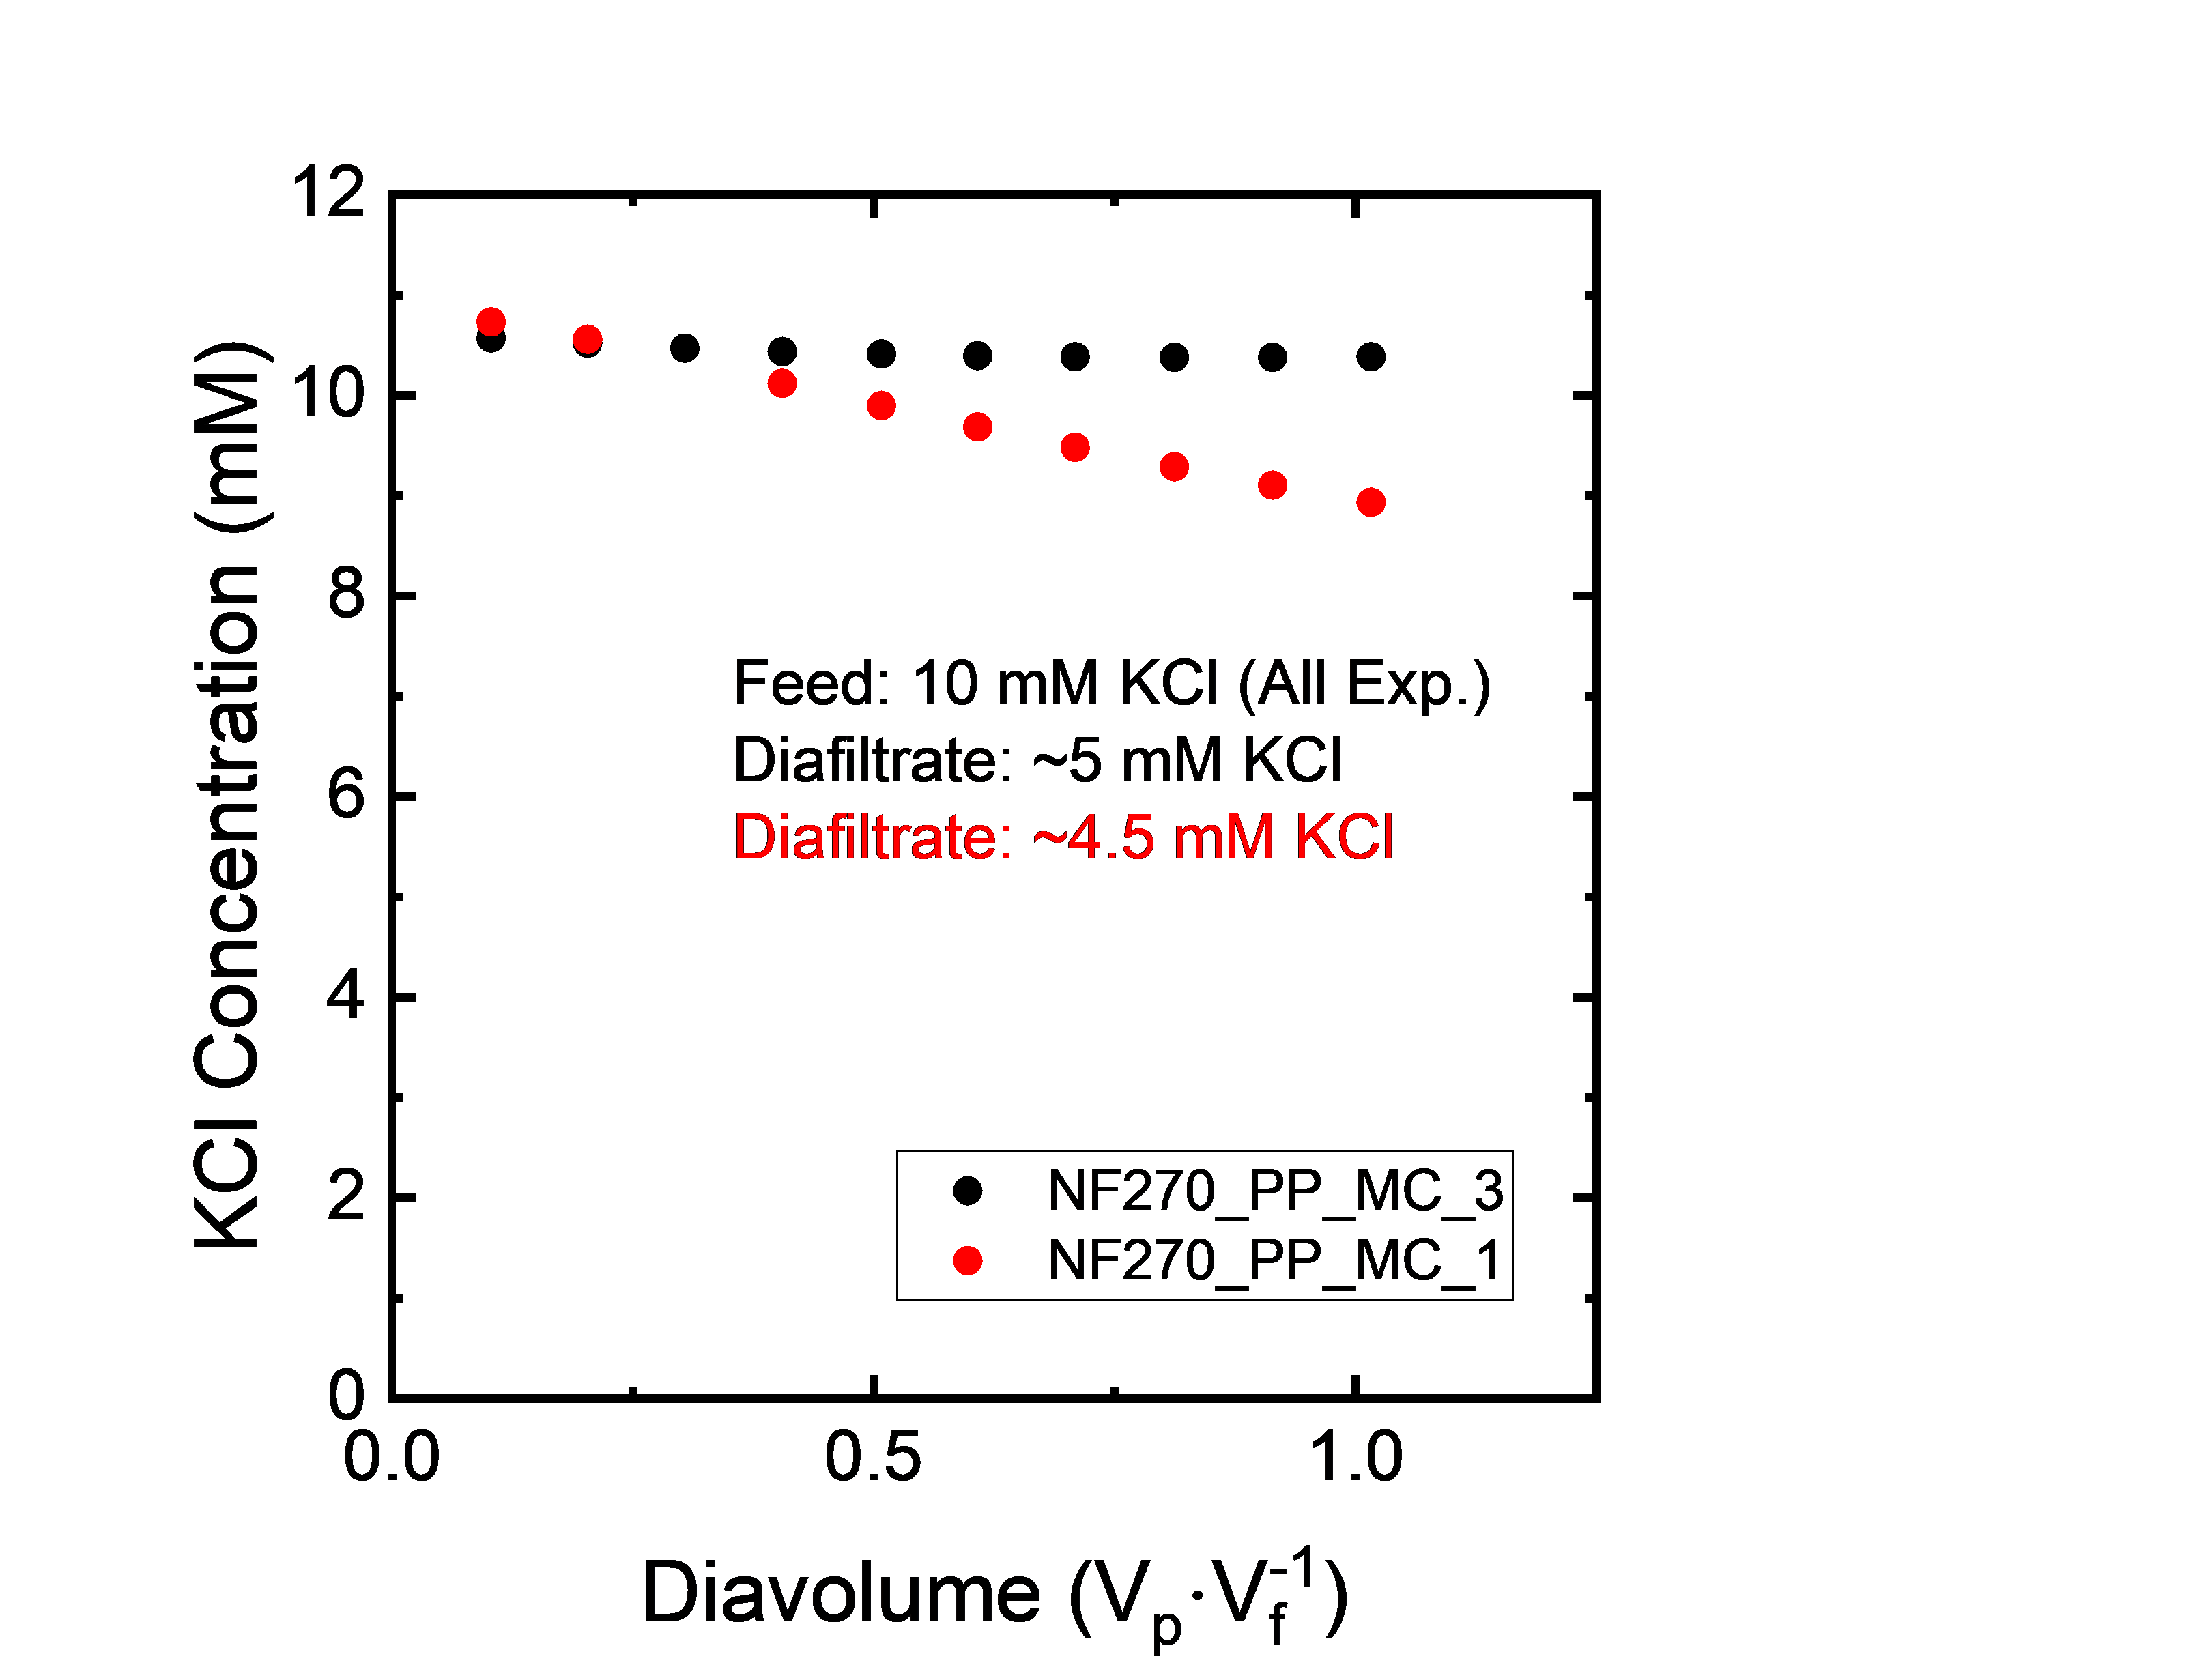 12
10
8
6
4
2
0
KCl Concentration (mM)
Feed: 10 mM KCl (All Exp.)
Diafiltrate: ~5 mM KCl
Diafiltrate: ~4.5 mM KCl
NF270_PP_MC_3
NF270_PP_MC_1
0.0 0.5 1.0
Diavolume (Vp·Vf-1)